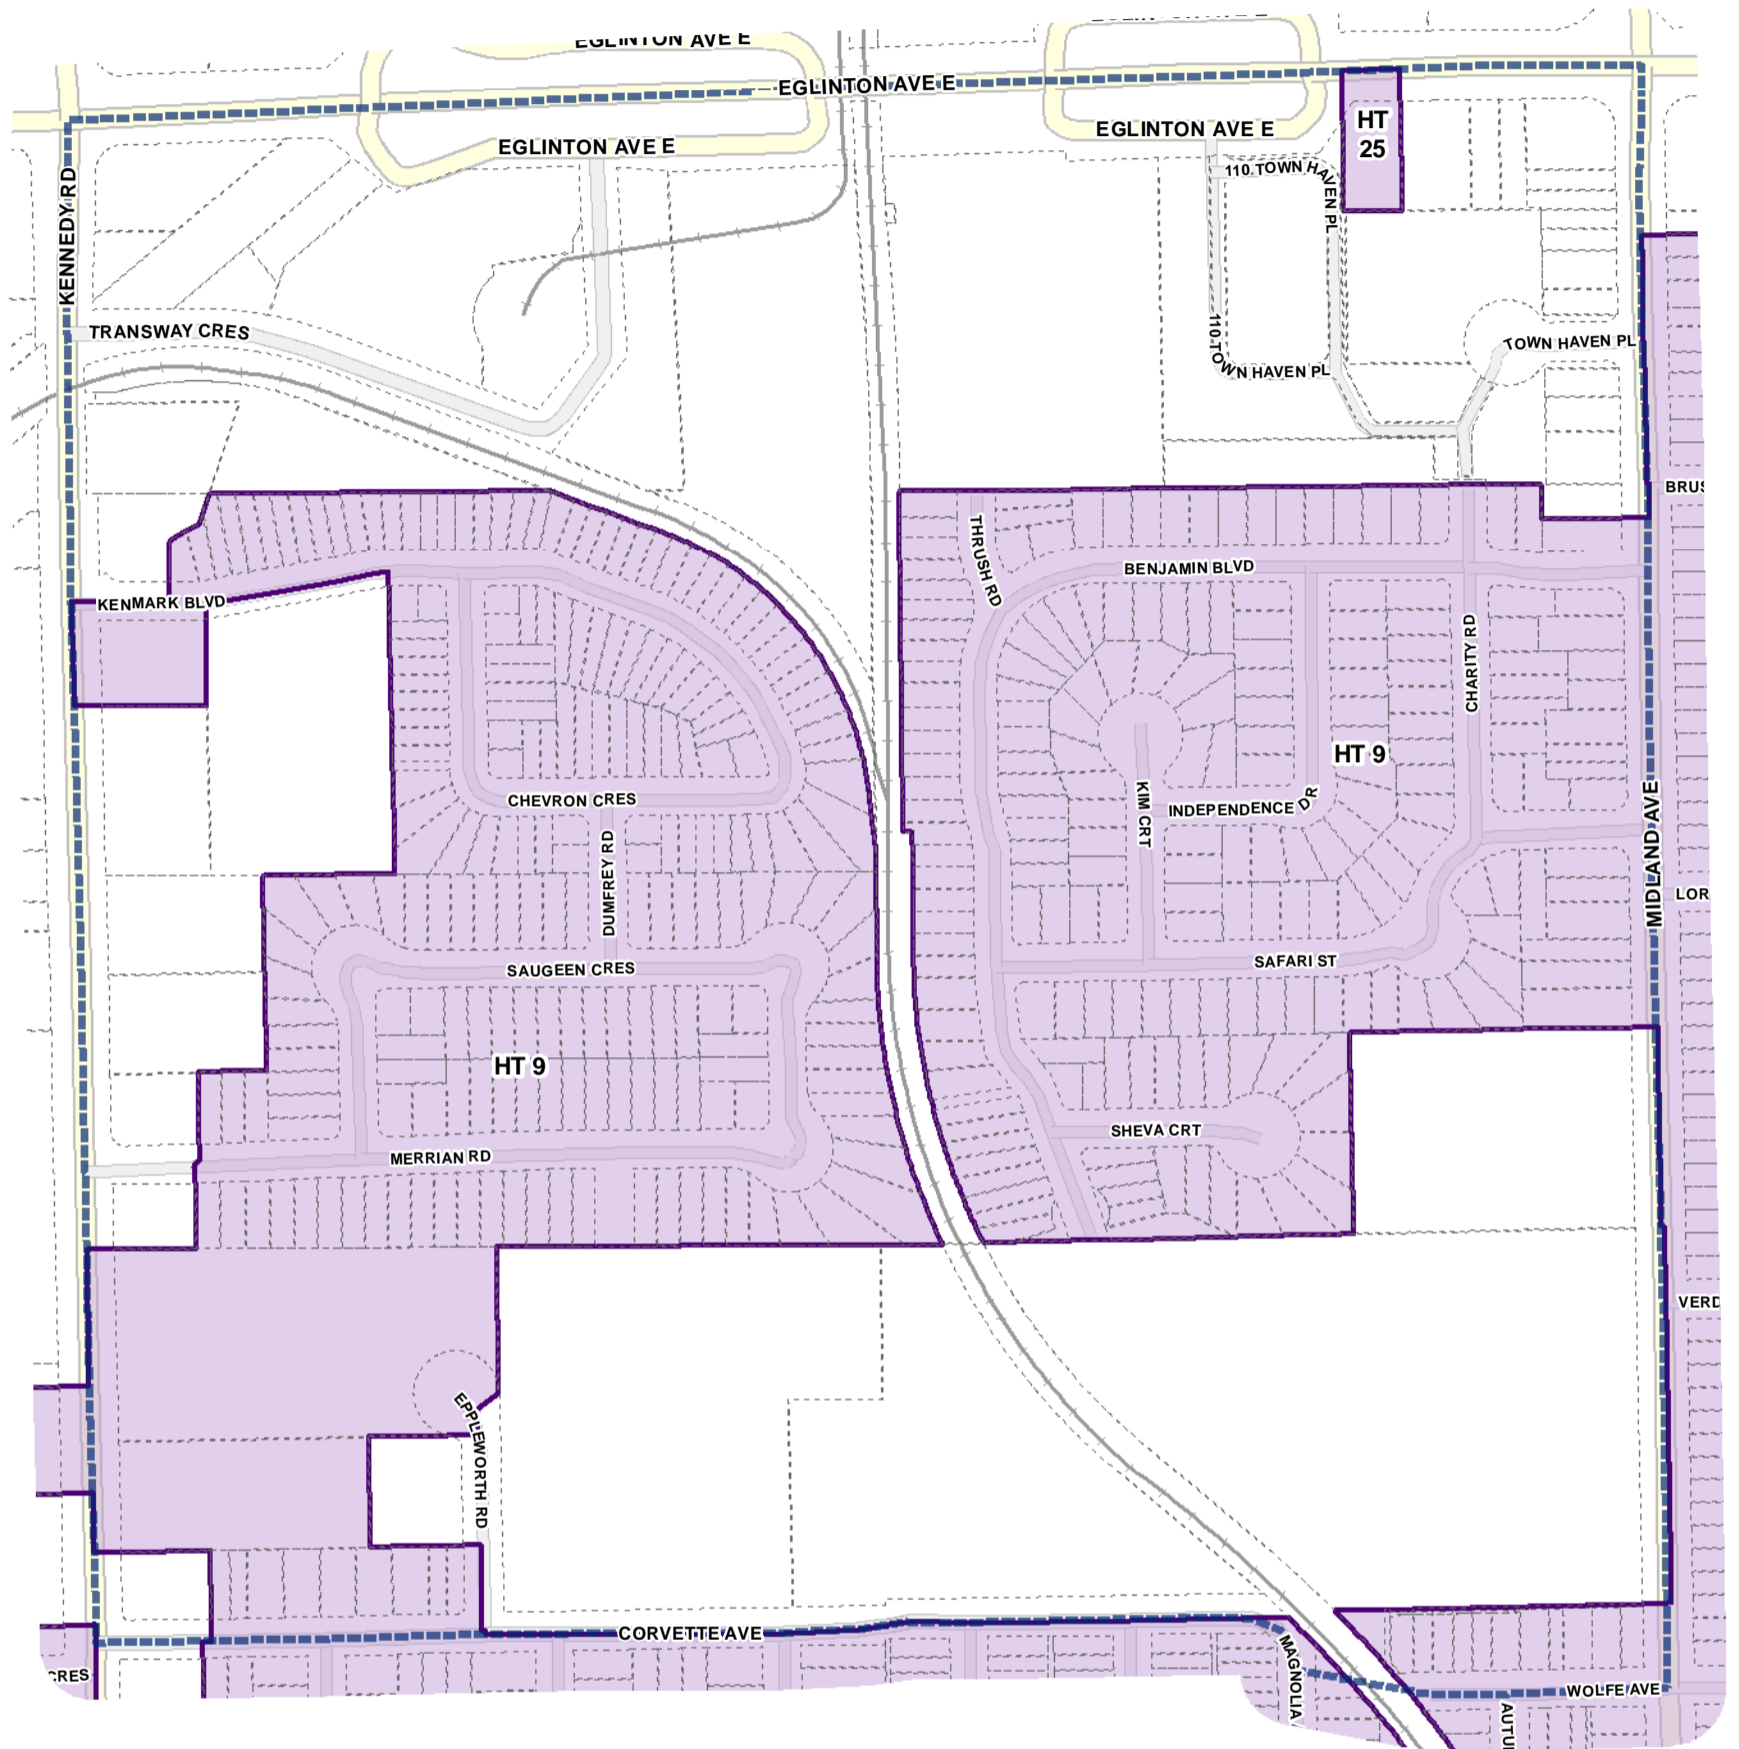 EGLINTON AVE E
EGLINTON AVE E
EGLINTON AVE E
EGLINTON AVE E
HT
25
110 TOWN HAVEN PL
KENNEDY RD
TRANSWAY CRES
110 TOWN HAVEN PL
TOWN HAVEN PL
BRUS
THRUSH RD
BENJAMIN BLVD
KENMARK BLVD
CHARITY RD
HT 9
CHEVRON CRES
KIM CRT
INDEPENDENCE DR
MIDLAND AVE
DUMFREY RD
LOR
SAUGEEN CRES
SAFARI ST
HT 9
SHEVA CRT
MERRIAN RD
VERD
EPPLEWORTH RD
CORVETTE AVE
MAGNOLIA
CRES
WOLFE AVE
AUTU